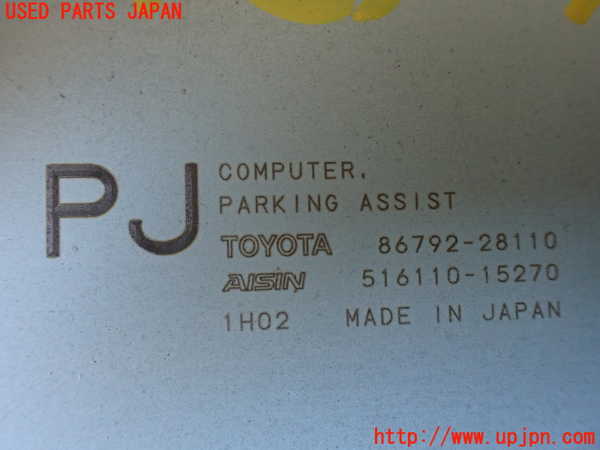 USED PARTS JAPAN
PJ
COMPUTER,
PARKING ASSIST
TOYOTA 86792-28110
AISIN 516110-15270
1H02 MADE IN JAPAN
http://www.upjpn.com/